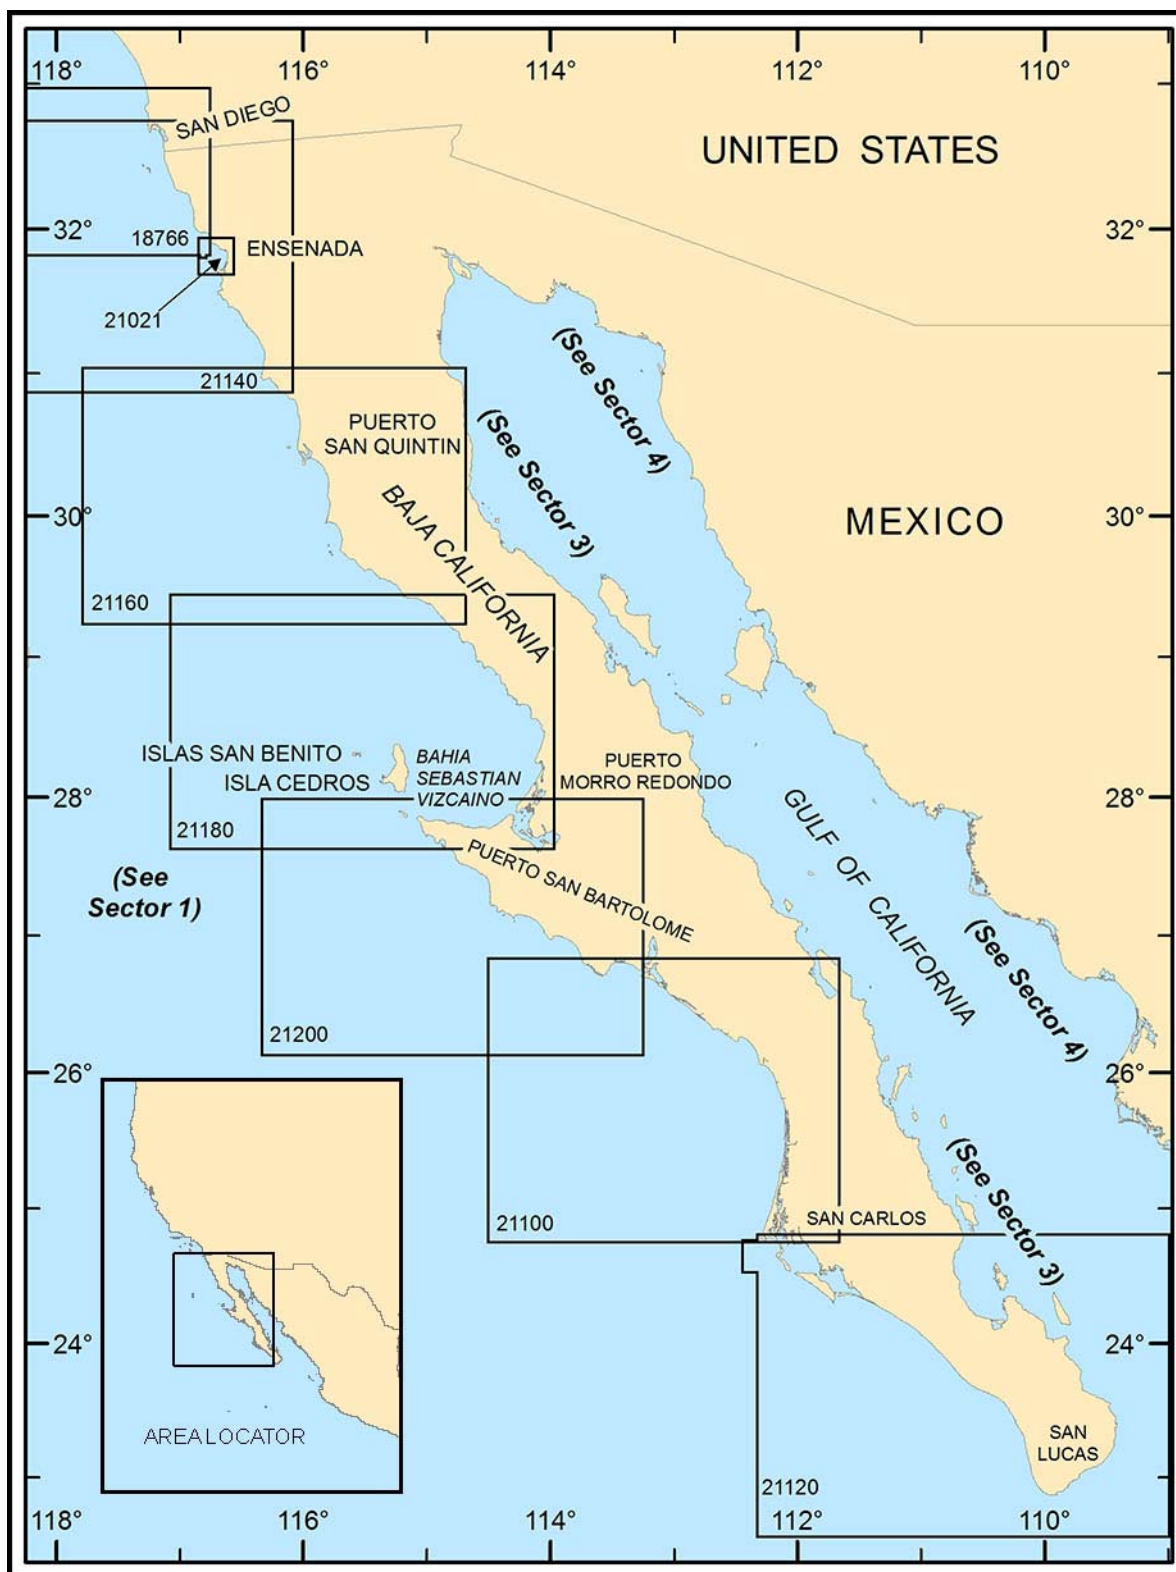 118°
116°
114°
112°
110°
SAN DIEGO
UNITED STATES
32°
32°
18766
ENSENADA
21021
(See Sector 4)
21140
PUERTO
SAN QUINTIN
(See Sector 3)
30°
BAJA CALIFORNIA
MEXICO
30°
21160
ISLAS SAN BENITO
ISLA CEDROS
BAHIA
SEBASTIAN
VIZCAINO
PUERTO
MORRO REDONDO
28°
28°
21180
GULF OF CALIFORNIA
PUERTO SAN BARTOLOME
(See
Sector 1)
(See Sector 4)
21200
26°
26°
21100
SAN CARLOS
(See Sector 3)
24°
24°
AREA LOCATOR
SAN
LUCAS
21120
118°
116°
114°
112°
110°